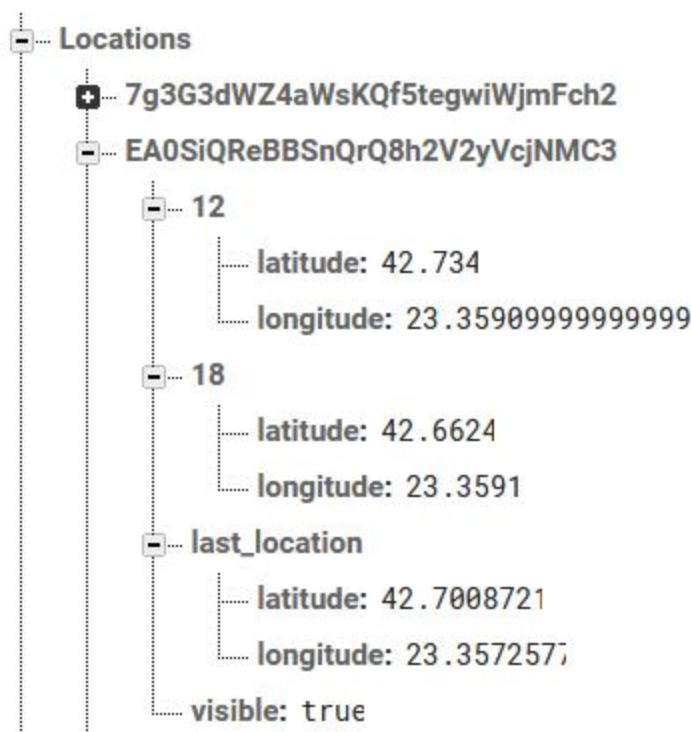 Locations
7g3G3dWZ4aWsKQf5tegwiWjmFch2
EA0SiQReBBSnQrQ8h2V2yVcjNMC3
12
latitude: 42.734
longitude: 23.35909999999999
18
latitude: 42.6624
longitude: 23.3591
last_location
latitude: 42.7008721
longitude: 23.3572577
visible: true